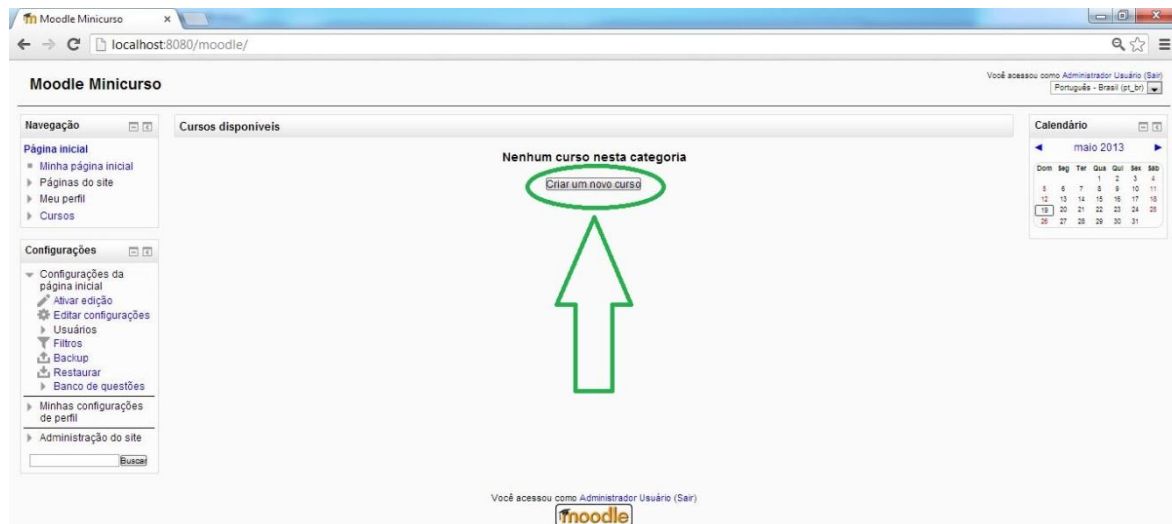 Moodle Minicurso
localhost:8080/moodle/
Moodle Minicurso
Você acessou como Administrador Usuário (Sair)
Português - Brasil (pt_br)
Navegação
Página inicial
Minha página inicial
Páginas do site
Meu perfil
Cursos
Configurações
Configurações da
página inicial
Ativar edição
Editar configurações
Usuários
Filtros
Backup
Restaurar
Banco de questões
Minhas configurações
de perfil
Administração do site
Buscar
Cursos disponíveis
Nenhum curso nesta categoria
Criar um novo curso
Calendário
maio 2013
Dom Seg Ter Qua Qui Sex Sáb
1 2 3 4
5 6 7 8 9 10 11
12 13 14 15 16 17 18
19 20 21 22 23 24 25
26 27 28 29 30 31
Você acessou como Administrador Usuário (Sair)
moodle